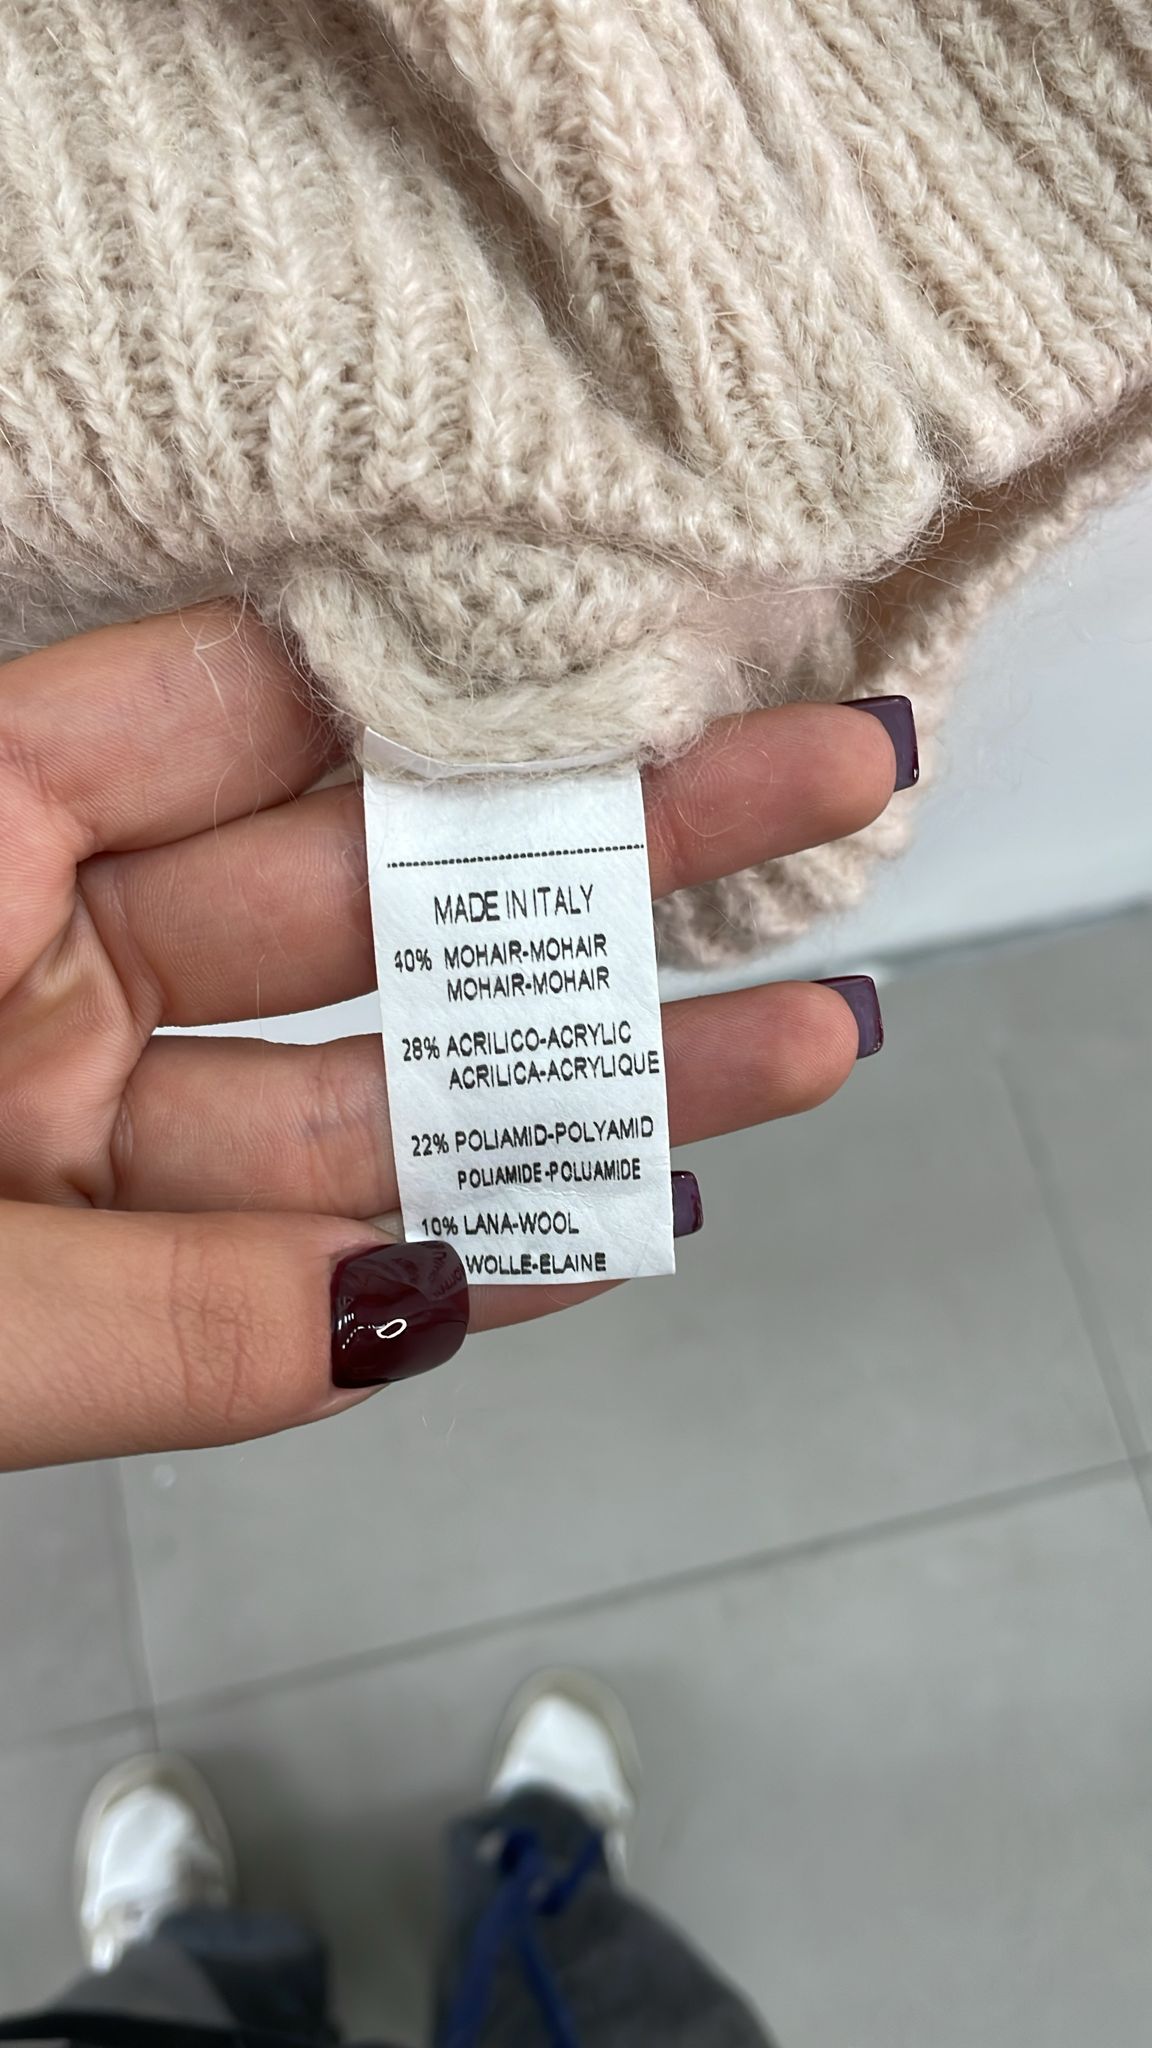 MADE IN ITALY
40% MOHAIR-MOHAIR
MOHAIR-MOHAIR
28% ACRILICO-ACRYLIC
ACRILICA-ACRYLIQUE
22% POLIAMID-POLYAMID
POLIAMIDE-POLUAMIDE
10% LANA-WOOL
WOLLE-ELAINE